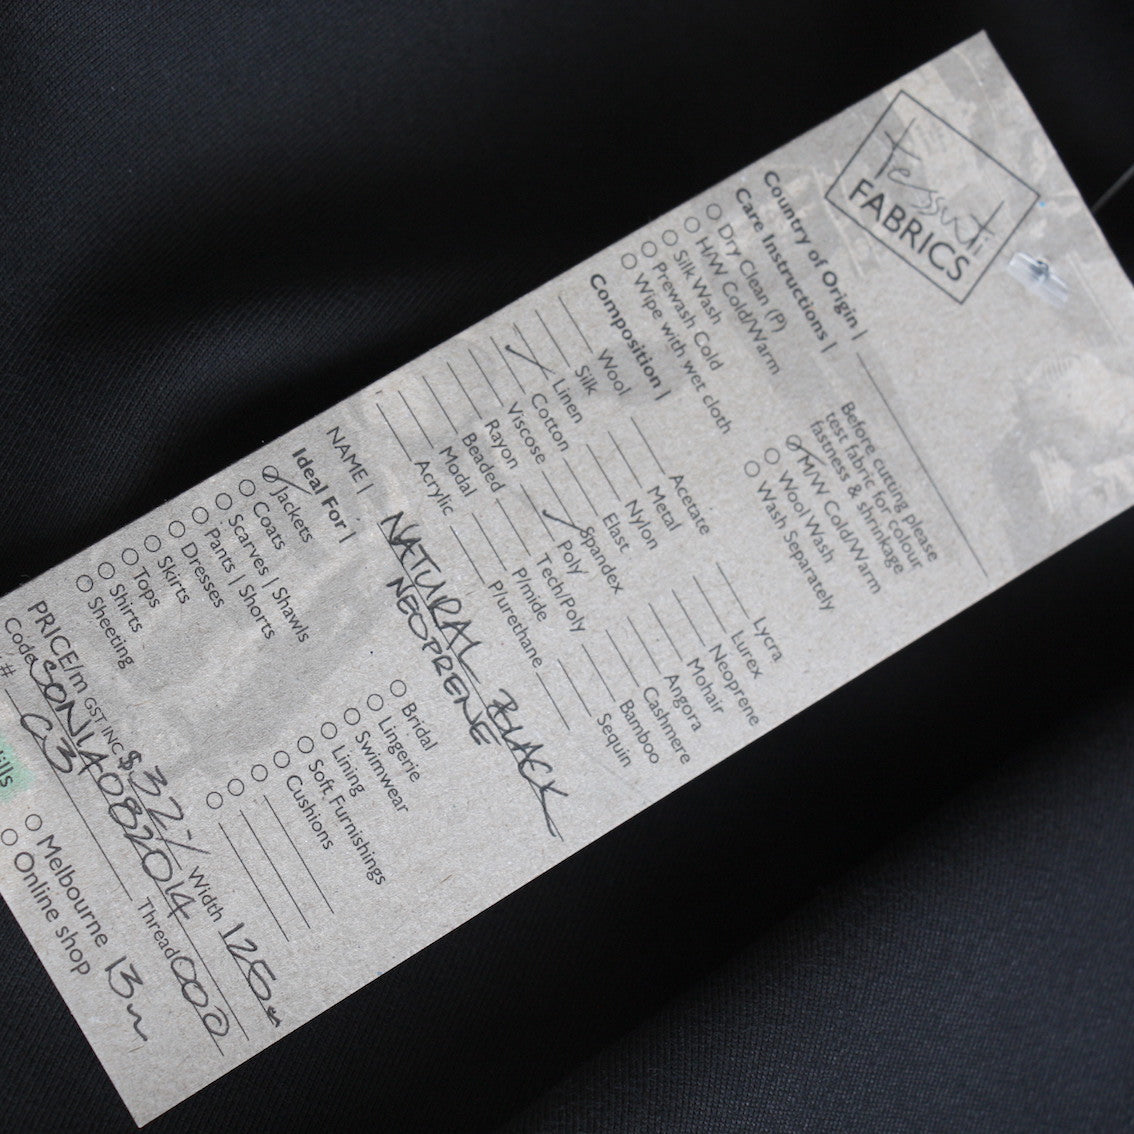 tessuti
FABRICS
Country of Origin |
Care Instructions |
Dry Clean (P)
H/W Cold/Warm
Silk Wash
Prewash Cold
Wipe with wet cloth
Before cutting please
test fabric for colour
fastness & shrinkage
M/W Cold/Warm
Wool Wash
Wash Separately
Composition |
Wool
Silk
Linen
Cotton
Viscose
Rayon
Beaded
Modal
Acrylic
Acetate
Metal
Nylon
Elast.
Spandex
Poly
Tech/Poly
P/mide
P/urethane
Lycra
Lurex
Neoprene
Mohair
Angora
Cashmere
Bamboo
Sequin
NAME | NATURAL BLACK
NEOPRENE
Ideal For |
Jackets
Coats
Scarves | Shawls
Pants | Shorts
Dresses
Skirts
Tops
Shirts
Sheeting
Bridal
Lingerie
Swimwear
Lining
Soft Furnishings
Cushions
PRICE/m GST INC $32 Width 125
Code SONIA082014 Thread 000
# C3
Melbourne 13m
Online shop